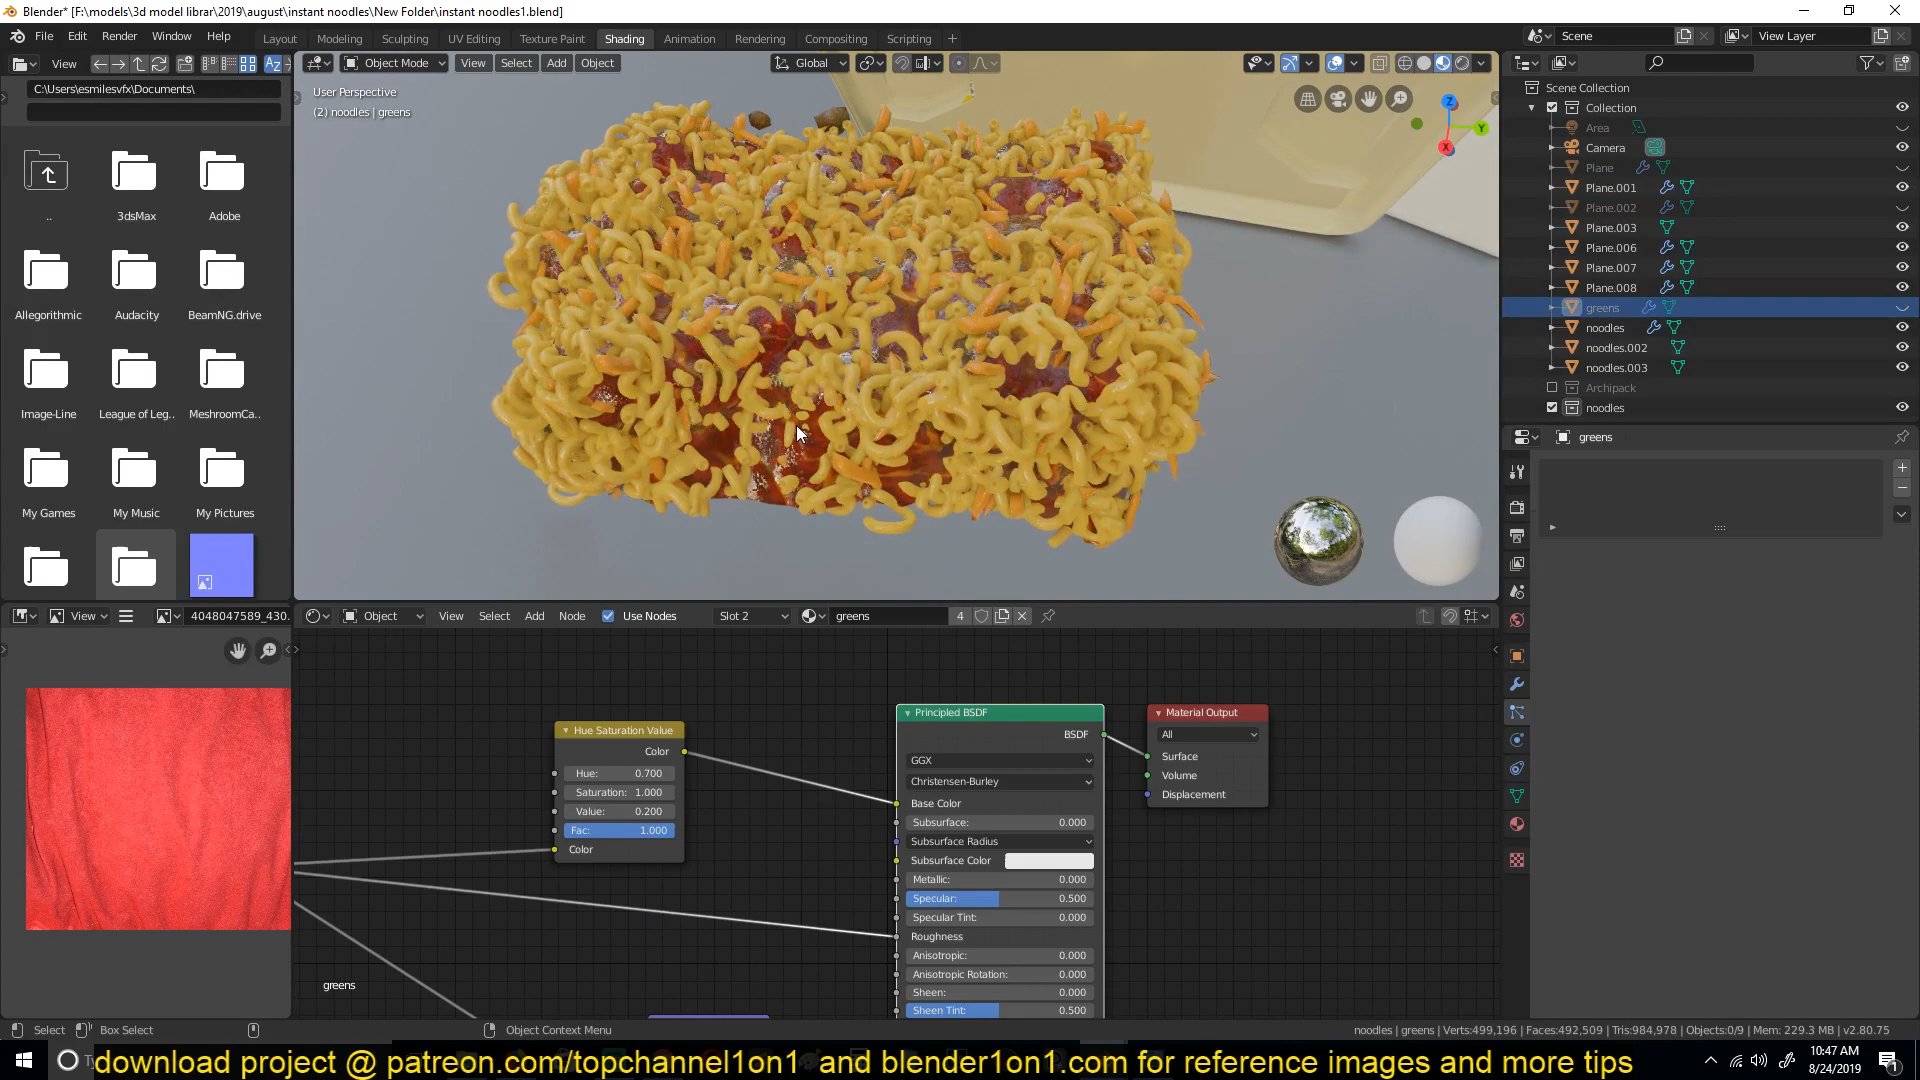 Blender* [F:\models\3d model librar\2019\august\instant noodles\New Folder\instant noodles1.blend]
File Edit Render Window Help
Layout Modeling Sculpting UV Editing Texture Paint Shading Animation Rendering Compositing Scripting +
Scene
View Layer
View
Object Mode View Select Add Object
Global
C:\Users\esmilesvfx\Documents\
User Perspective
(2) noodles | greens
..
3dsMax
Adobe
Allegorithmic
Audacity
BeamNG.drive
Image-Line
League of Leg..
MeshroomCa..
My Games
My Music
My Pictures
Z
Y
X
Scene Collection
Collection
Area
Camera
Plane
Plane.001
Plane.002
Plane.003
Plane.006
Plane.007
Plane.008
greens
noodles
noodles.002
noodles.003
Archipack
noodles
greens
View
4048047589_430.
Object View Select Add Node Use Nodes Slot 2 greens 4
Hue Saturation Value
Color
Hue: 0.700
Saturation: 1.000
Value: 0.200
Fac: 1.000
Color
Principled BSDF
BSDF
GGX
Christensen-Burley
Base Color
Subsurface: 0.000
Subsurface Radius
Subsurface Color
Metallic: 0.000
Specular: 0.500
Specular Tint: 0.000
Roughness
Anisotropic: 0.000
Anisotropic Rotation: 0.000
Sheen: 0.000
Sheen Tint: 0.500
Material Output
All
Surface
Volume
Displacement
greens
Select Box Select Object Context Menu
noodles | greens | Verts:499,196 | Faces:492,509 | Tris:984,978 | Objects:0/9 | Mem: 229.3 MB | v2.80.75
download project @ patreon.com/topchannel1on1 and blender1on1.com for reference images and more tips
10:47 AM
8/24/2019
1